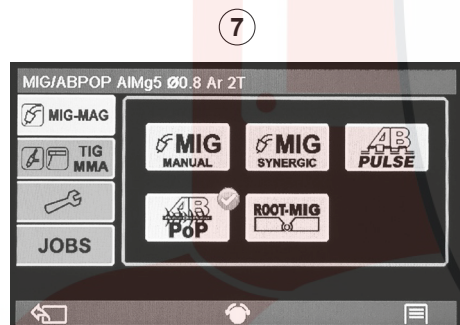 7
MIG/ABPOP AlMg5 Ø0.8 Ar 2T
MIG-MAG
TIG
MMA
JOBS
MIG
MANUAL
MIG
SYNERGIC
AB
PULSE
AB
PoP
ROOT-MIG